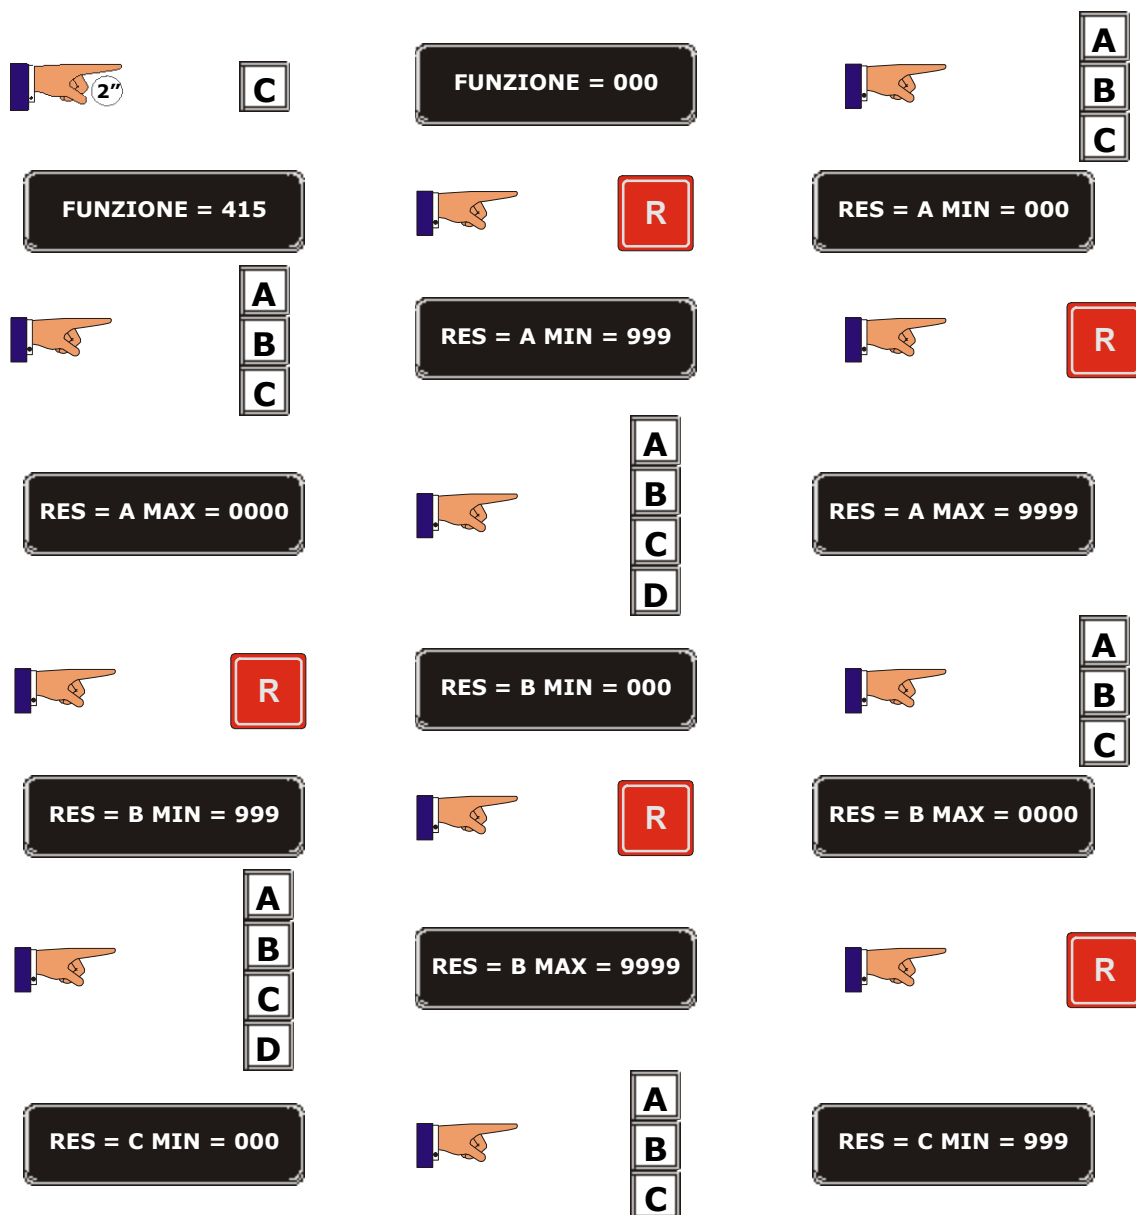 2”
C
FUNZIONE = 000
A
B
C
FUNZIONE = 415
R
RES = A MIN = 000
A
B
C
RES = A MIN = 999
R
RES = A MAX = 0000
A
B
C
D
RES = A MAX = 9999
R
RES = B MIN = 000
A
B
C
RES = B MIN = 999
R
RES = B MAX = 0000
A
B
C
D
RES = B MAX = 9999
R
RES = C MIN = 000
A
B
C
RES = C MIN = 999